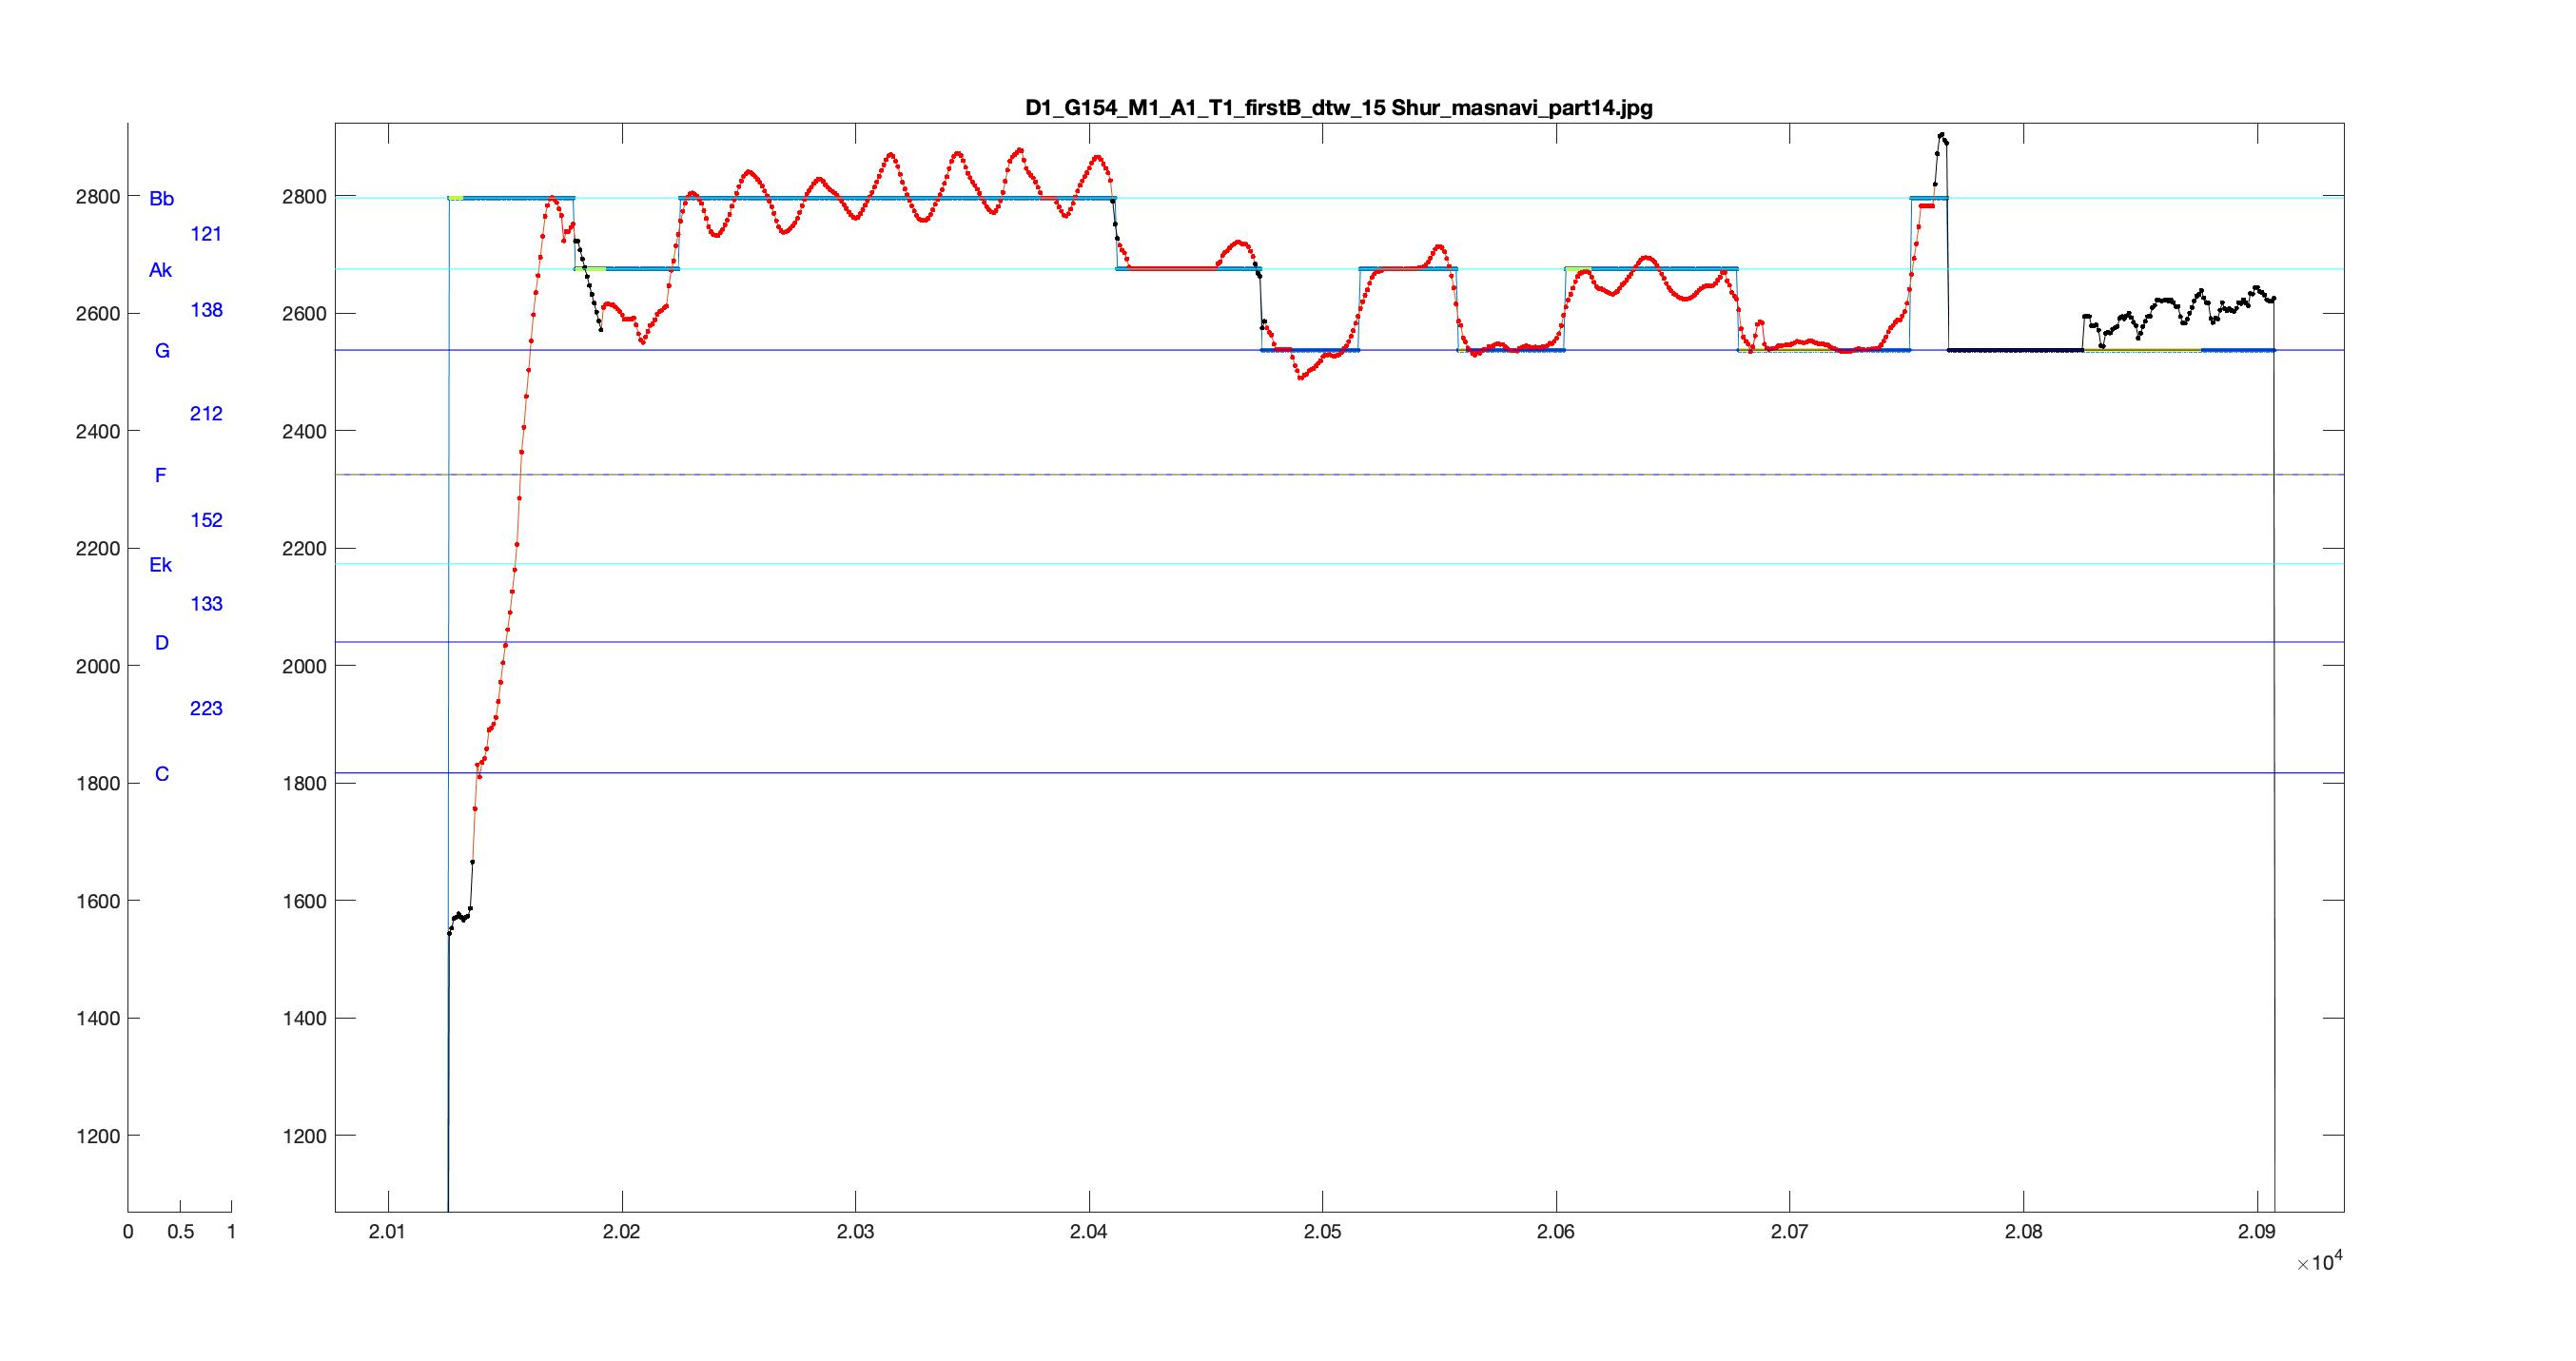 D1_G154_M1_A1_T1_firstB_dtw_15 Shur_masnavi_part14.jpg
2800 Bb 2800
121
Ak
138
2600 2600
G
212
2400 2400
F
152
Ek
2200 2200
133
D
2000 2000
223
C
1800 1800
1600 1600
1400 1400
1200 1200
0 0.5 1 2.01 2.02 2.03 2.04 2.05 2.06 2.07 2.08 2.09
×10^4